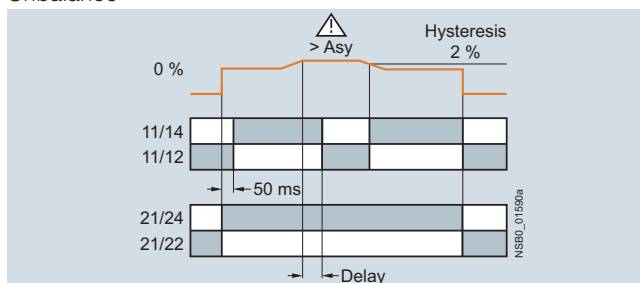 Unbalance
> Asy
Hysteresis
2 %
0 %
11/14
11/12
50 ms
21/24
21/22
Delay
NSB0_01590a